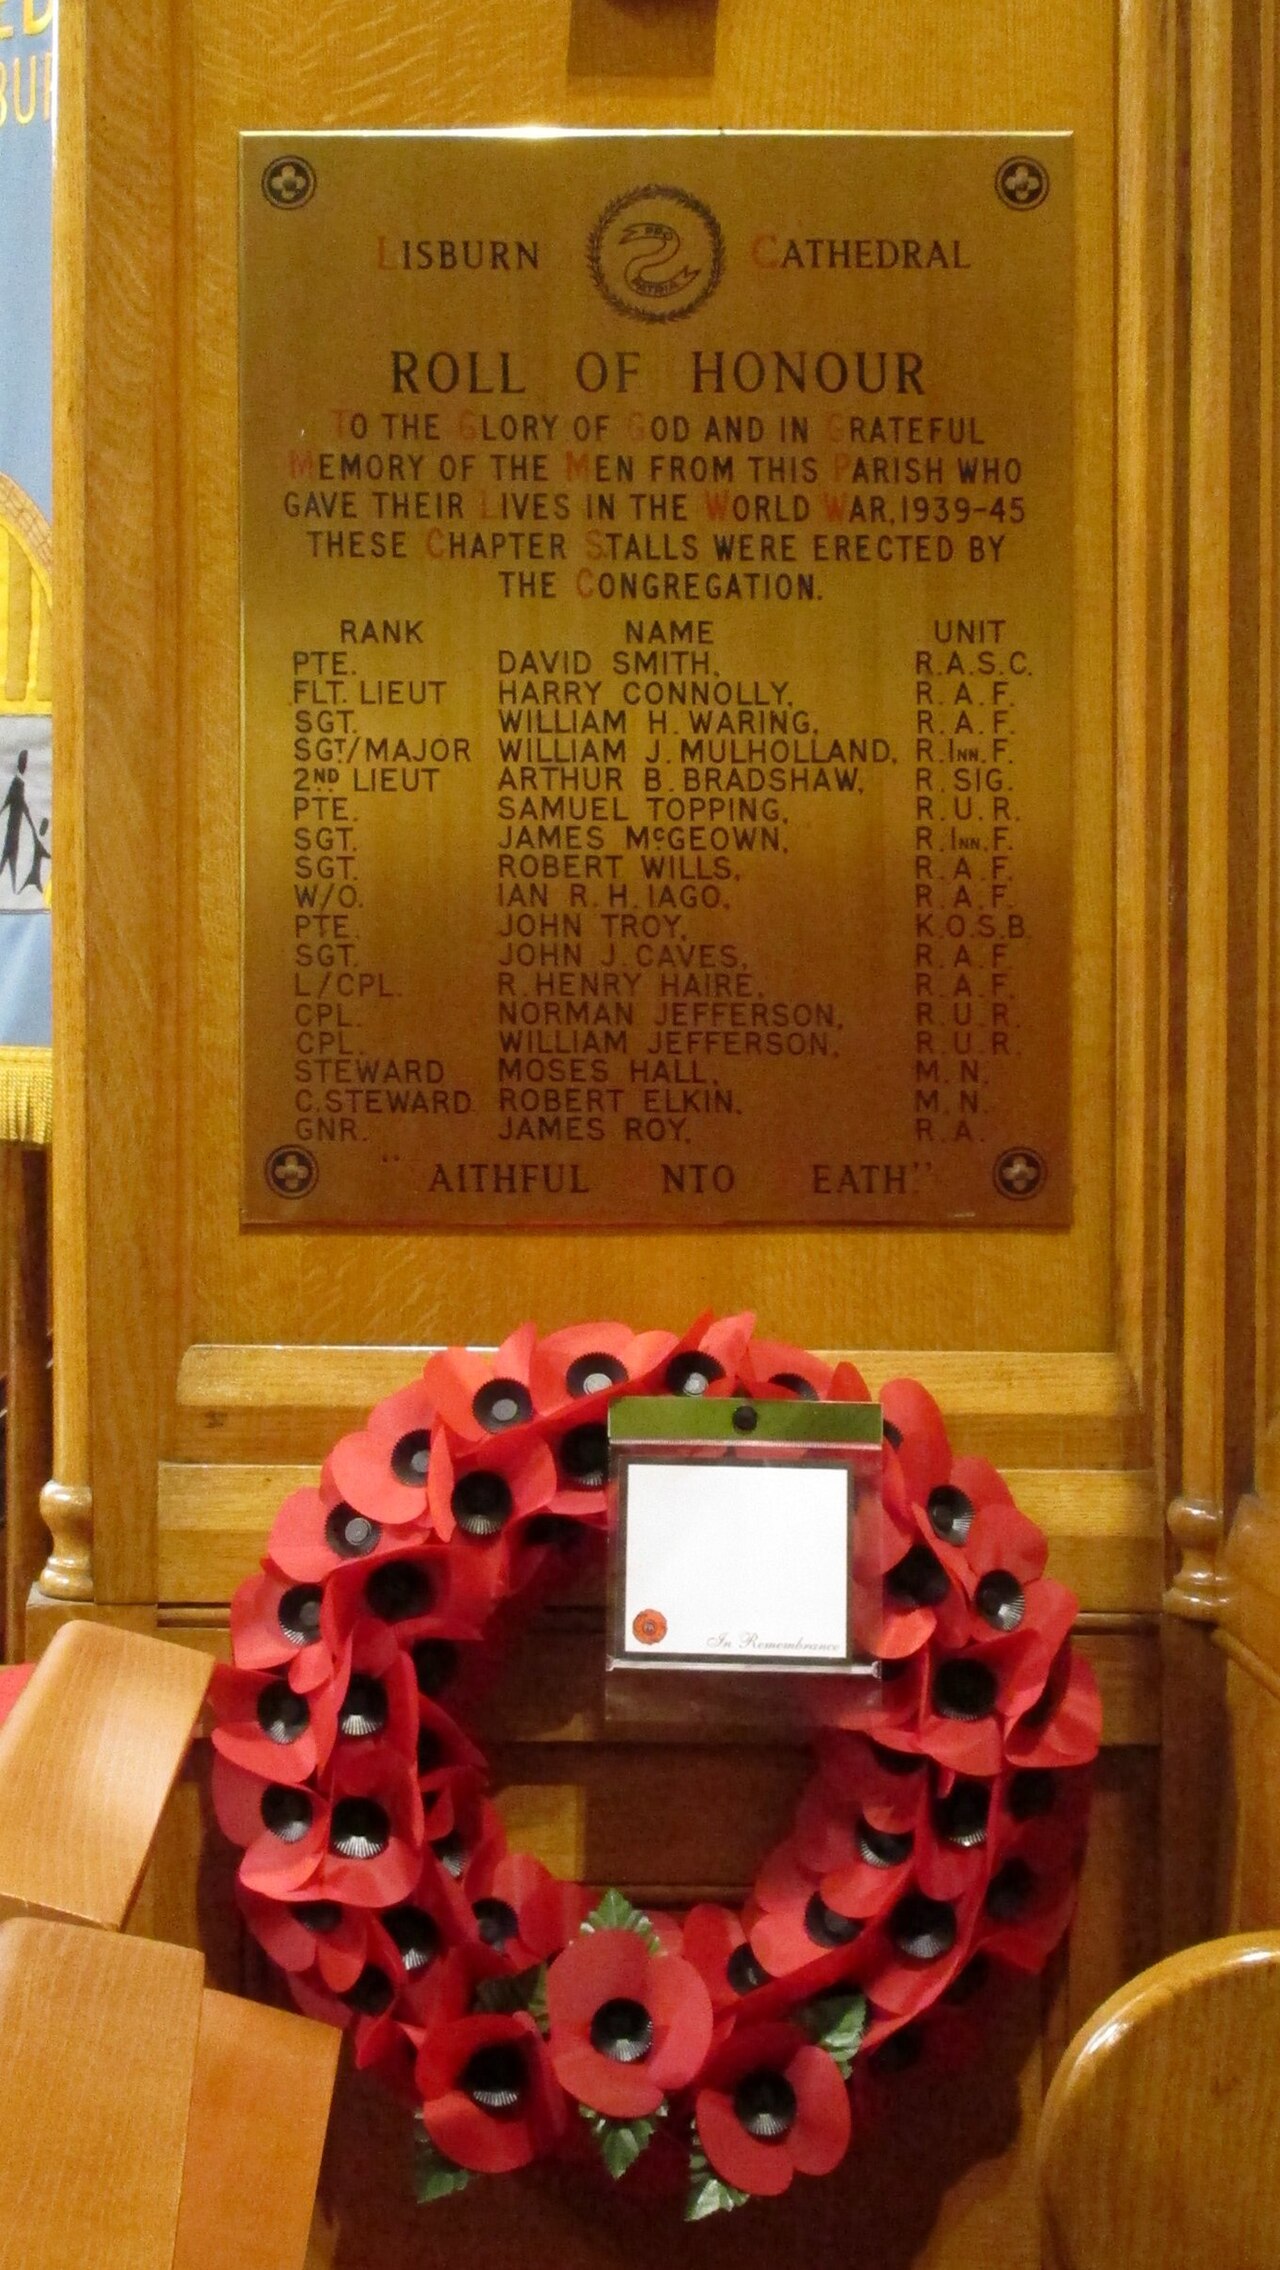 LISBURN CATHEDRAL
PRO
PATRIA
ROLL OF HONOUR
TO THE GLORY OF GOD AND IN GRATEFUL
MEMORY OF THE MEN FROM THIS PARISH WHO
GAVE THEIR LIVES IN THE WORLD WAR, 1939-45
THESE CHAPTER STALLS WERE ERECTED BY
THE CONGREGATION.
RANK NAME UNIT
PTE. DAVID SMITH, R.A.S.C.
FLT. LIEUT HARRY CONNOLLY, R.A.F.
SGT. WILLIAM H. WARING, R.A.F.
SGT/MAJOR WILLIAM J. MULHOLLAND, R.INN.F.
2ND LIEUT ARTHUR B. BRADSHAW, R.SIG.
PTE. SAMUEL TOPPING, R.U.R.
SGT. JAMES McGEOWN, R.INN.F.
SGT. ROBERT WILLS, R.A.F.
W/O. IAN R.H. IAGO, R.A.F.
PTE. JOHN TROY, K.O.S.B.
SGT. JOHN J. CAVES, R.A.F.
L/CPL. R. HENRY HAIRE, R.A.F.
CPL. NORMAN JEFFERSON, R.U.R.
CPL. WILLIAM JEFFERSON, R.U.R.
STEWARD MOSES HALL, M.N.
C.STEWARD ROBERT ELKIN, M.N.
GNR. JAMES ROY, R.A.
"FAITHFUL UNTO DEATH"
In Remembrance